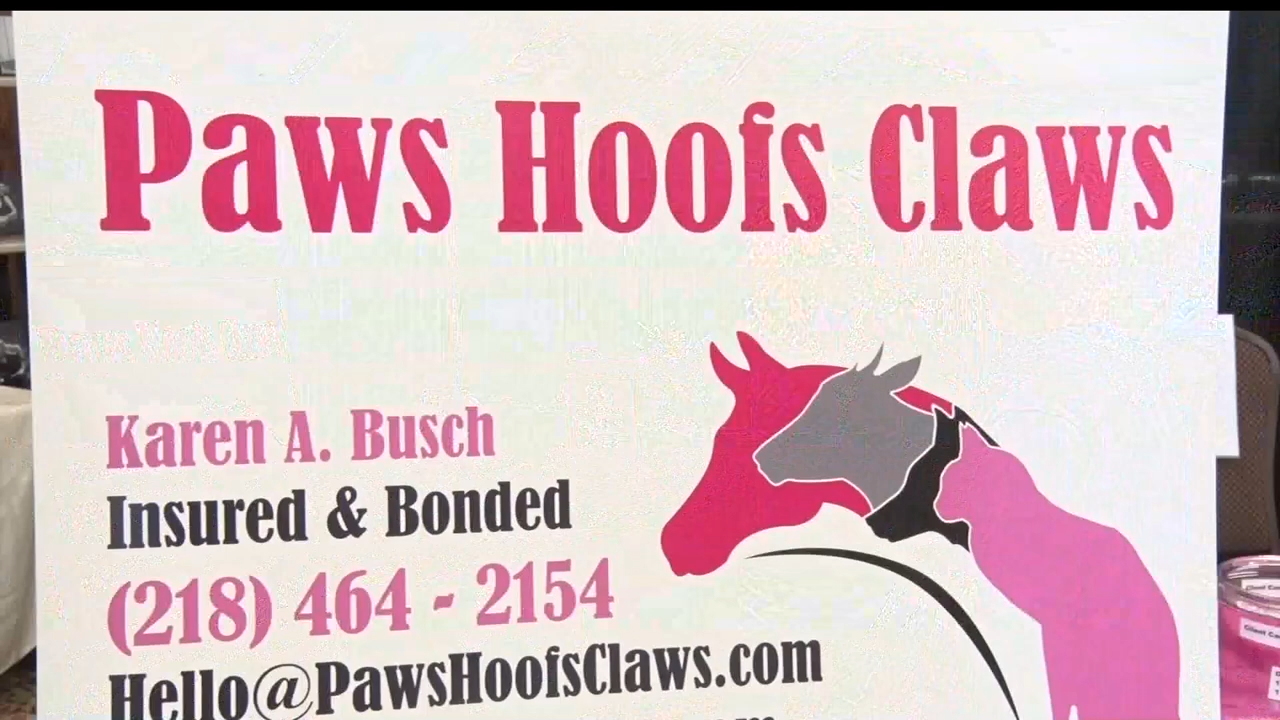 Paws Hoofs Claws
Karen A. Busch
Insured & Bonded
(218) 464 - 2154
Hello@PawsHoofsClaws.com